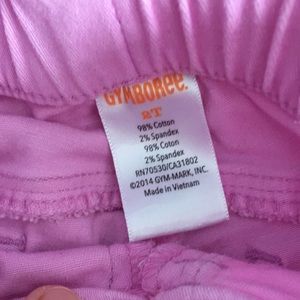 GYMBOREE.
2T
98% Cotton
2% Spandex
98% Coton
2% Spandex
RN70530/CA31802
©2014 GYM-MARK, INC.
Made in Vietnam